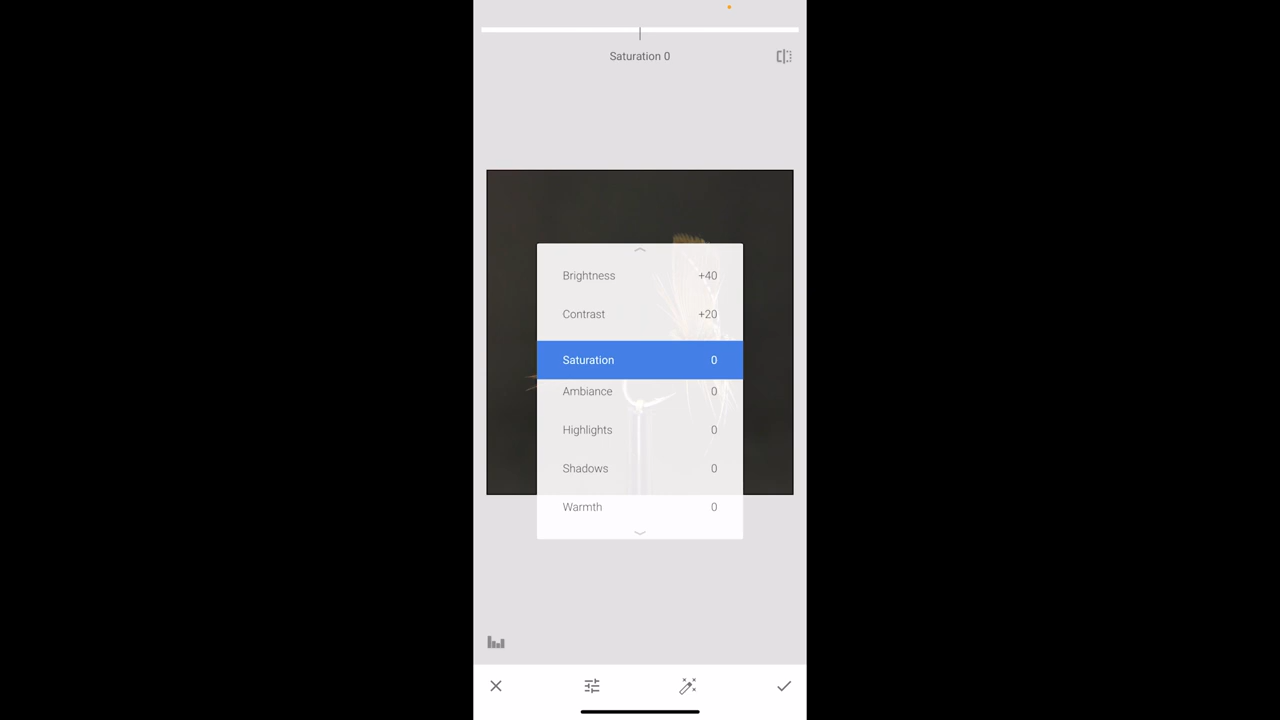 Saturation 0
Brightness +40
Contrast +20
Saturation 0
Ambiance 0
Highlights 0
Shadows 0
Warmth 0